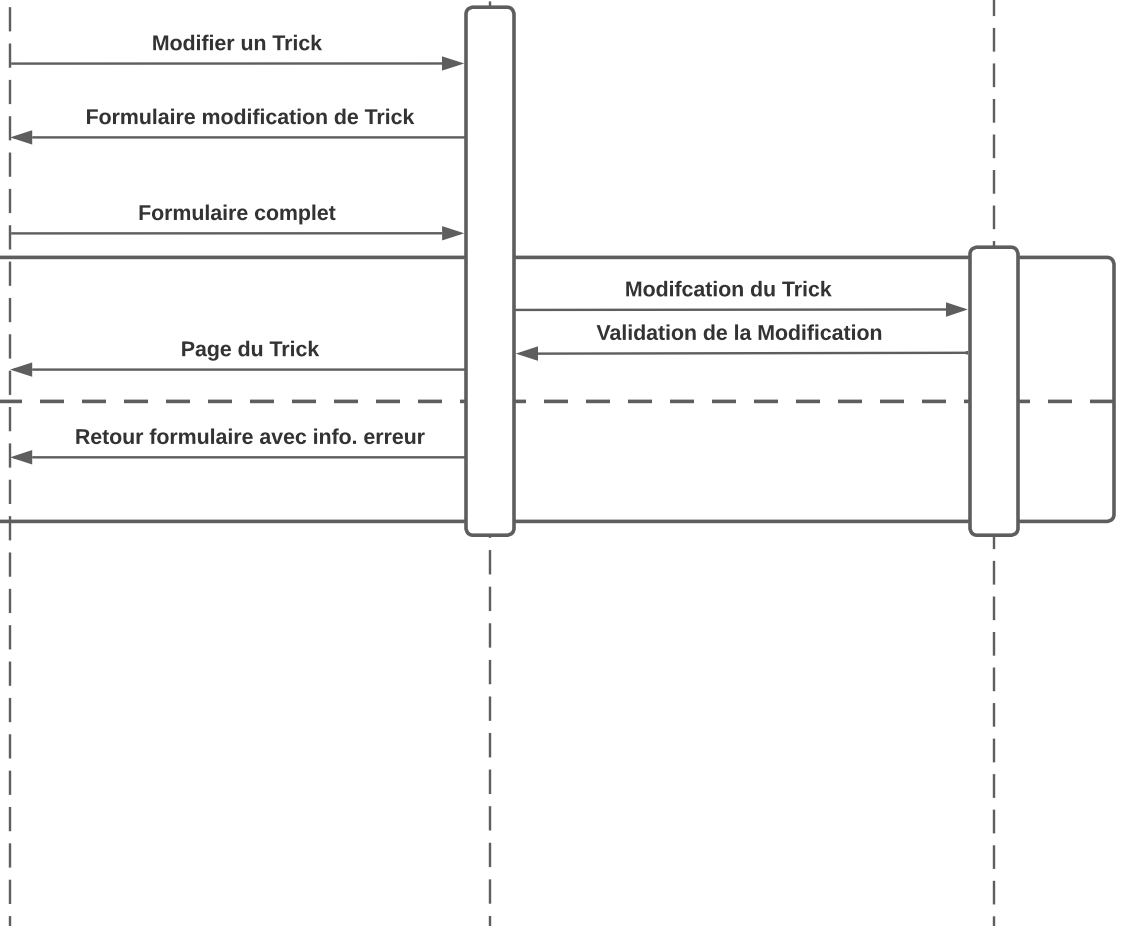 Modifier un Trick
Formulaire modification de Trick
Formulaire complet
Modifcation du Trick
Validation de la Modification
Page du Trick
Retour formulaire avec info. erreur